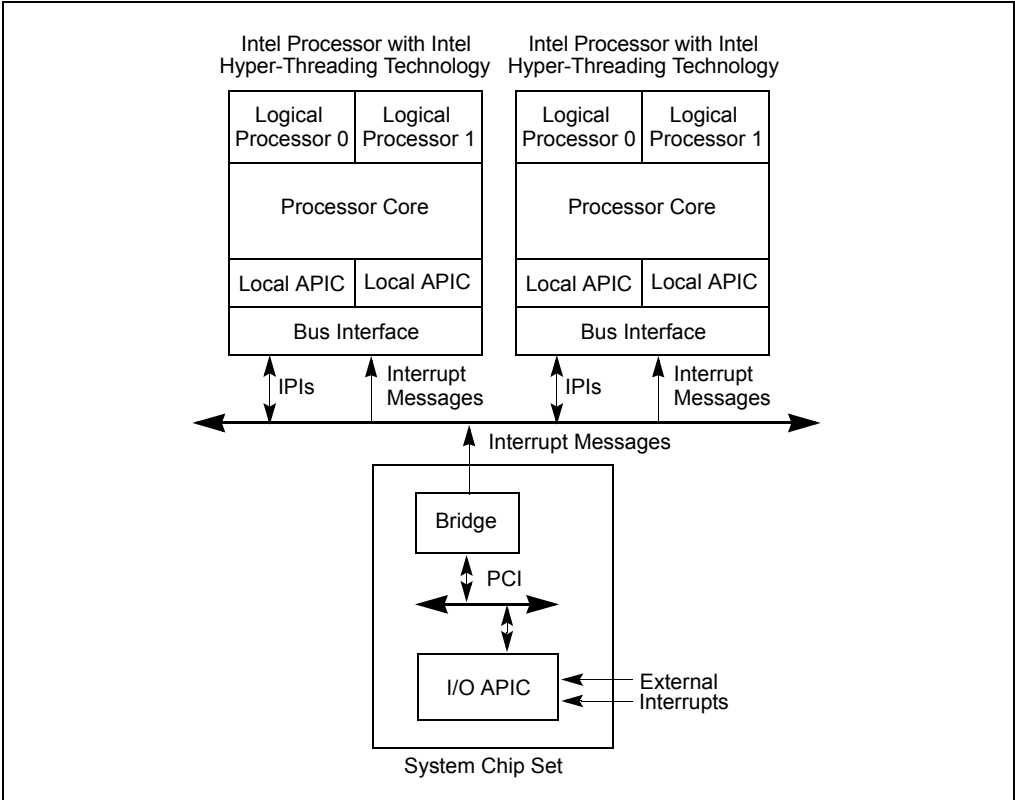 Intel Processor with Intel
Hyper-Threading Technology
Intel Processor with Intel
Hyper-Threading Technology
Logical
Processor 0
Logical
Processor 1
Logical
Processor 0
Logical
Processor 1
Processor Core
Processor Core
Local APIC
Local APIC
Local APIC
Local APIC
Bus Interface
Bus Interface
IPIs
Interrupt
Messages
IPIs
Interrupt
Messages
Interrupt Messages
Bridge
PCI
I/O APIC
External
Interrupts
System Chip Set